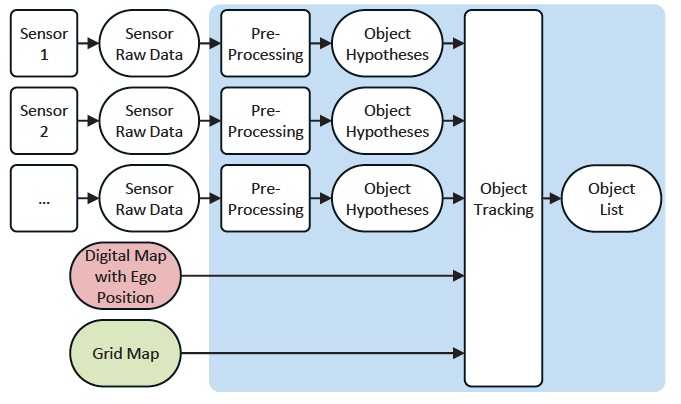 Sensor
1
Sensor
Raw Data
Pre-
Processing
Object
Hypotheses
Sensor
2
Sensor
Raw Data
Pre-
Processing
Object
Hypotheses
...
Sensor
Raw Data
Pre-
Processing
Object
Hypotheses
Object
Tracking
Object
List
Digital Map
with Ego
Position
Grid Map